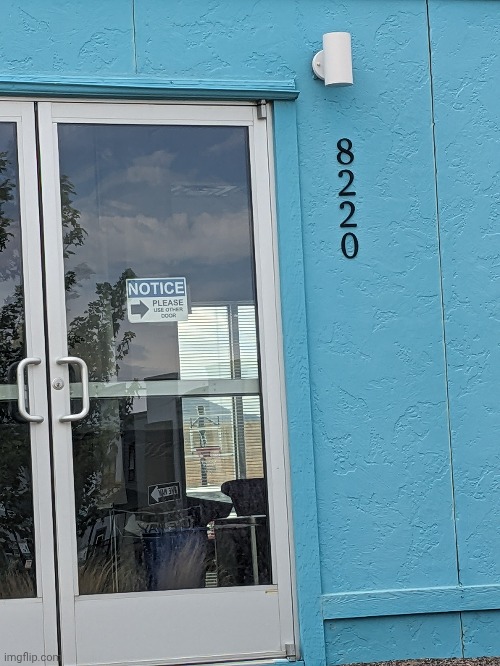 8
2
2
0
NOTICE
PLEASE
USE OTHER
DOOR
imgflip.com